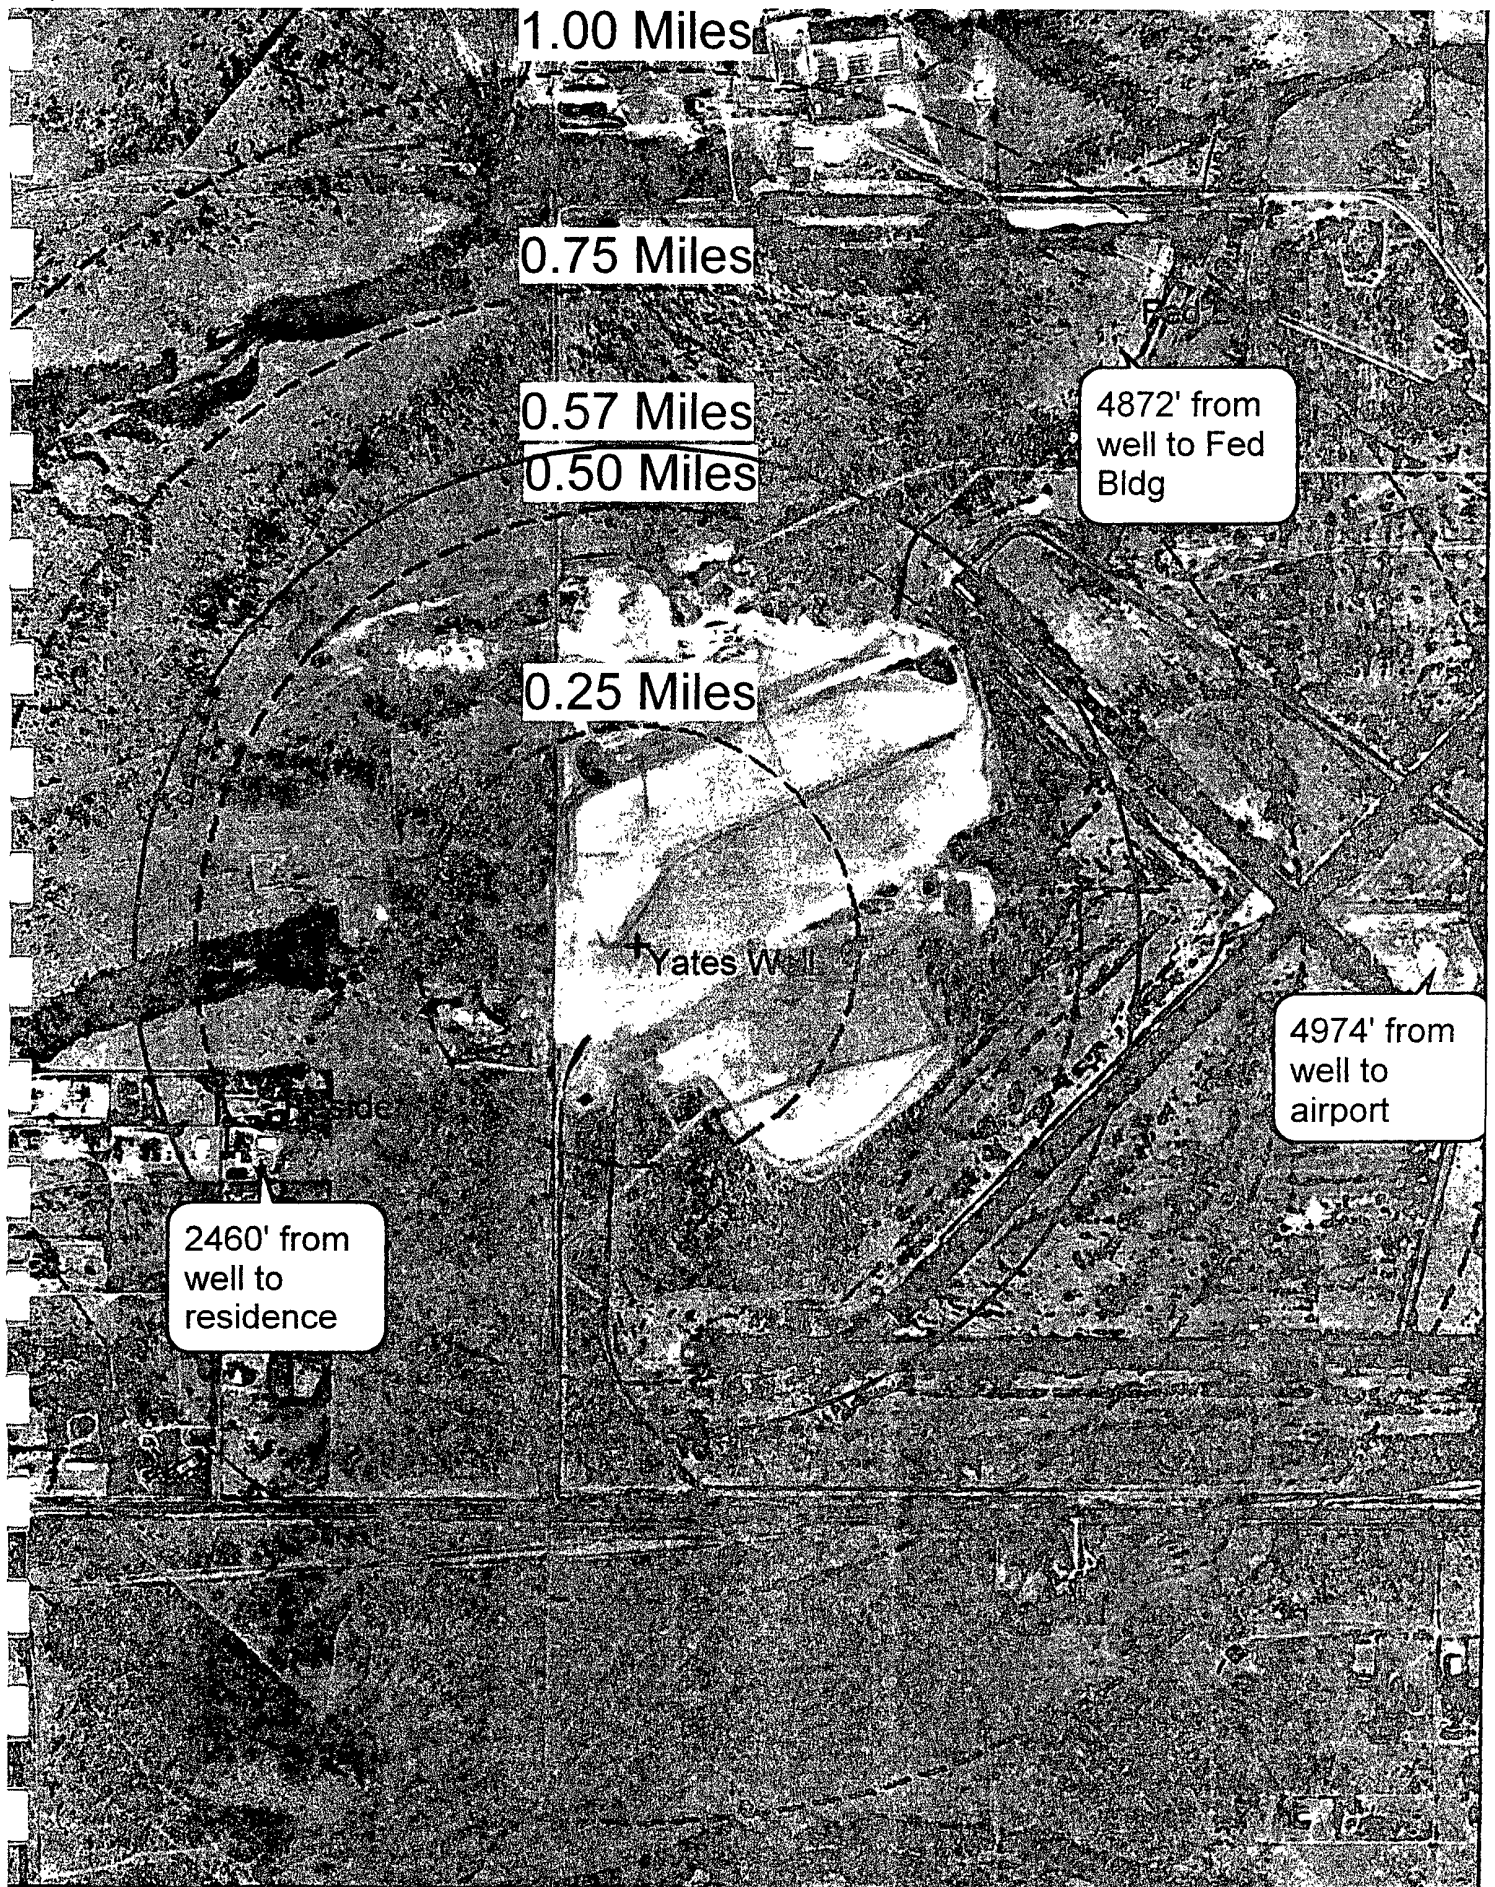 1.00 Miles
0.75 Miles
Fed
0.57 Miles
4872' from
well to Fed
Bldg
0.50 Miles
0.25 Miles
Yates Well
4974' from
well to
airport
2460' from
well to
residence